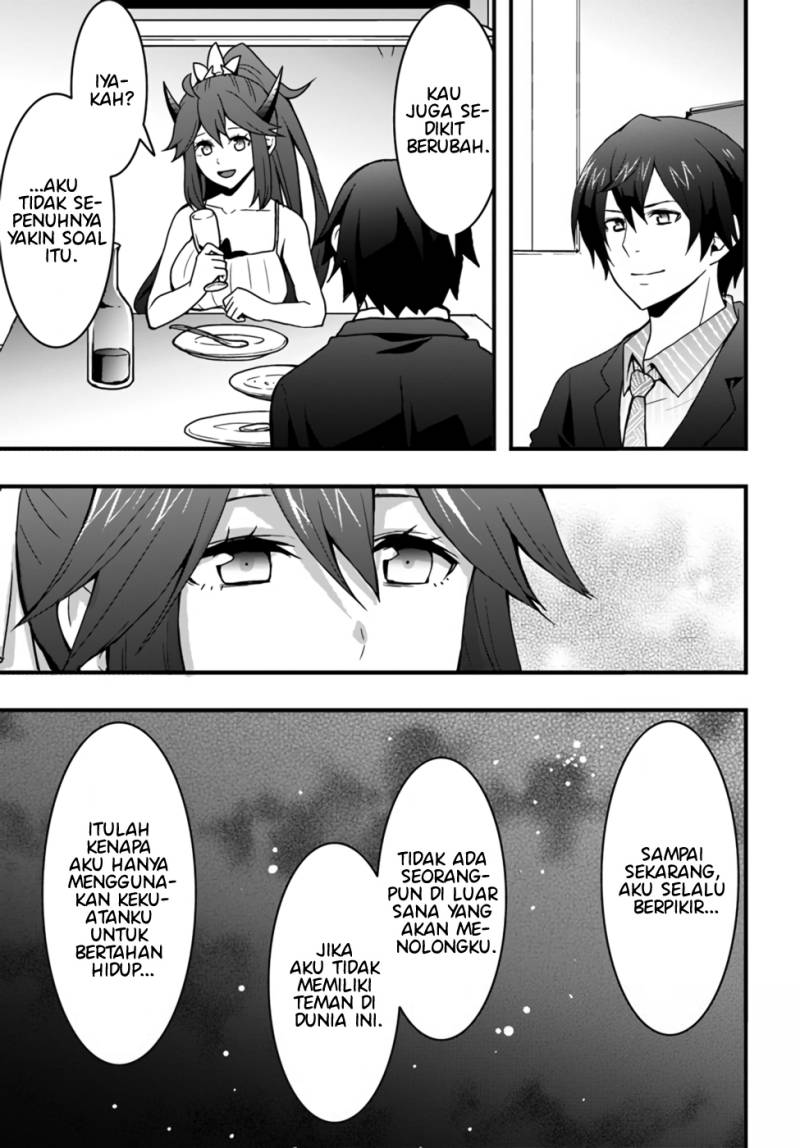 KAU
JUGA SE-
DIKIT
BERUBAH.
IYA-
KAH?
...AKU
TIDAK SE-
PENUHNYA
YAKIN SOAL
ITU.
SAMPAI
SEKARANG,
AKU SELALU
BERPIKIR...
TIDAK ADA
SEORANG-
PUN DI LUAR
SANA YANG
AKAN ME-
NOLONGKU.
JIKA
AKU TIDAK
MEMILIKI
TEMAN DI
DUNIA INI.
ITULAH
KENAPA
AKU HANYA
MENGGUNA-
KAN KEKU-
ATANKU
UNTUK
BERTAHAN
HIDUP...